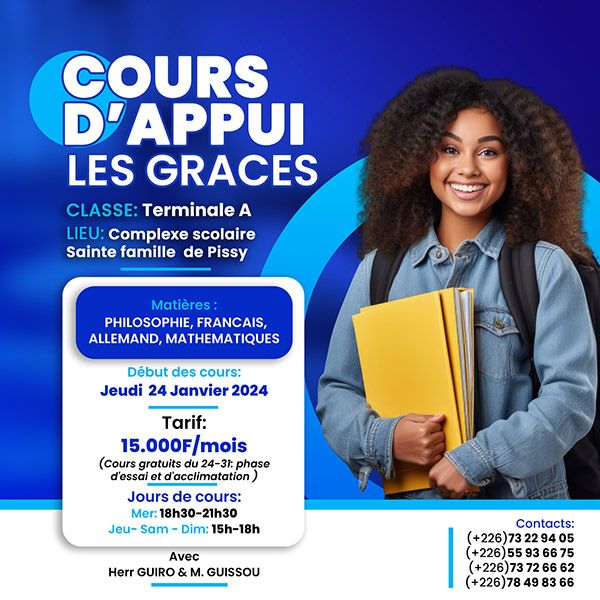 COURS
D'APPUI
LES GRACES
CLASSE: Terminale A
LIEU: Complexe scolaire
Sainte famille de Pissy
Matières :
PHILOSOPHIE, FRANCAIS,
ALLEMAND, MATHEMATIQUES
Début des cours:
Jeudi 24 Janvier 2024
Tarif:
15.000F/mois
(Cours gratuits du 24-31: phase
d'essai et d'acclimatation )
Jours de cours:
Mer: 18h30-21h30
Jeu- Sam - Dim: 15h-18h
Avec
Herr GUIRO & M. GUISSOU
Contacts:
(+226)73 22 94 05
(+226)55 93 66 75
(+226)73 72 66 62
(+226)78 49 83 66